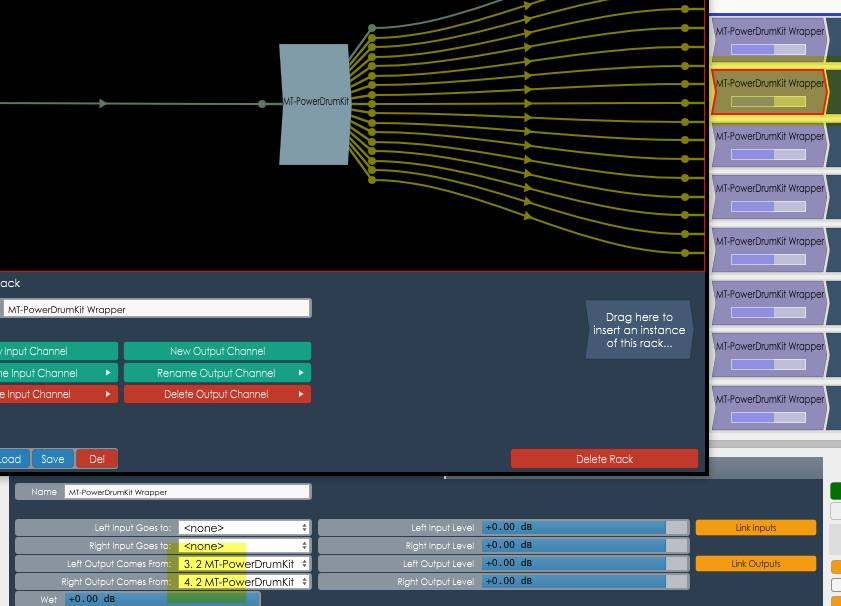 MT-PowerDrumKit
MT-PowerDrumKit Wrapper
MT-PowerDrumKit Wrapper
MT-PowerDrumKit Wrapper
MT-PowerDrumKit Wrapper
MT-PowerDrumKit Wrapper
MT-PowerDrumKit Wrapper
MT-PowerDrumKit Wrapper
MT-PowerDrumKit Wrapper
ack
MT-PowerDrumKit Wrapper
Drag here to
insert an instance
of this rack...
Input Channel
New Output Channel
Input Channel
Rename Output Channel
Input Channel
Delete Output Channel
oad
Save
Del
Delete Rack
Name
MT-PowerDrumKit Wrapper
Left Input Goes to:
<none>
Left Input Level
+0.00 dB
Link Inputs
Right Input Goes to:
<none>
Right Input Level
+0.00 dB
Left Output Comes From:
3. 2 MT-PowerDrumKit
Left Output Level
+0.00 dB
Link Outputs
Right Output Comes From:
4. 2 MT-PowerDrumKit
Right Output Level
+0.00 dB
Wet
+0.00 dB